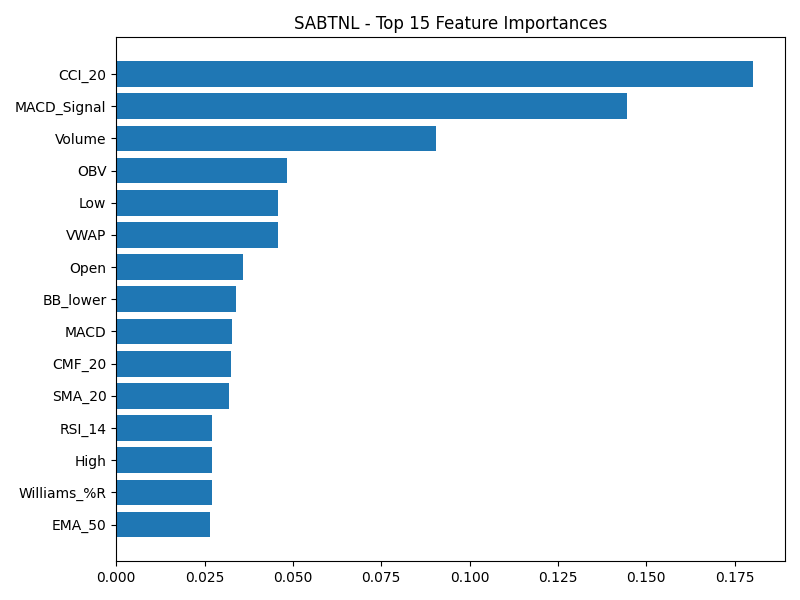 SABTNL - Top 15 Feature Importances
CCI_20
MACD_Signal
Volume
OBV
Low
VWAP
Open
BB_lower
MACD
CMF_20
SMA_20
RSI_14
High
Williams_%R
EMA_50
0.000 0.025 0.050 0.075 0.100 0.125 0.150 0.175